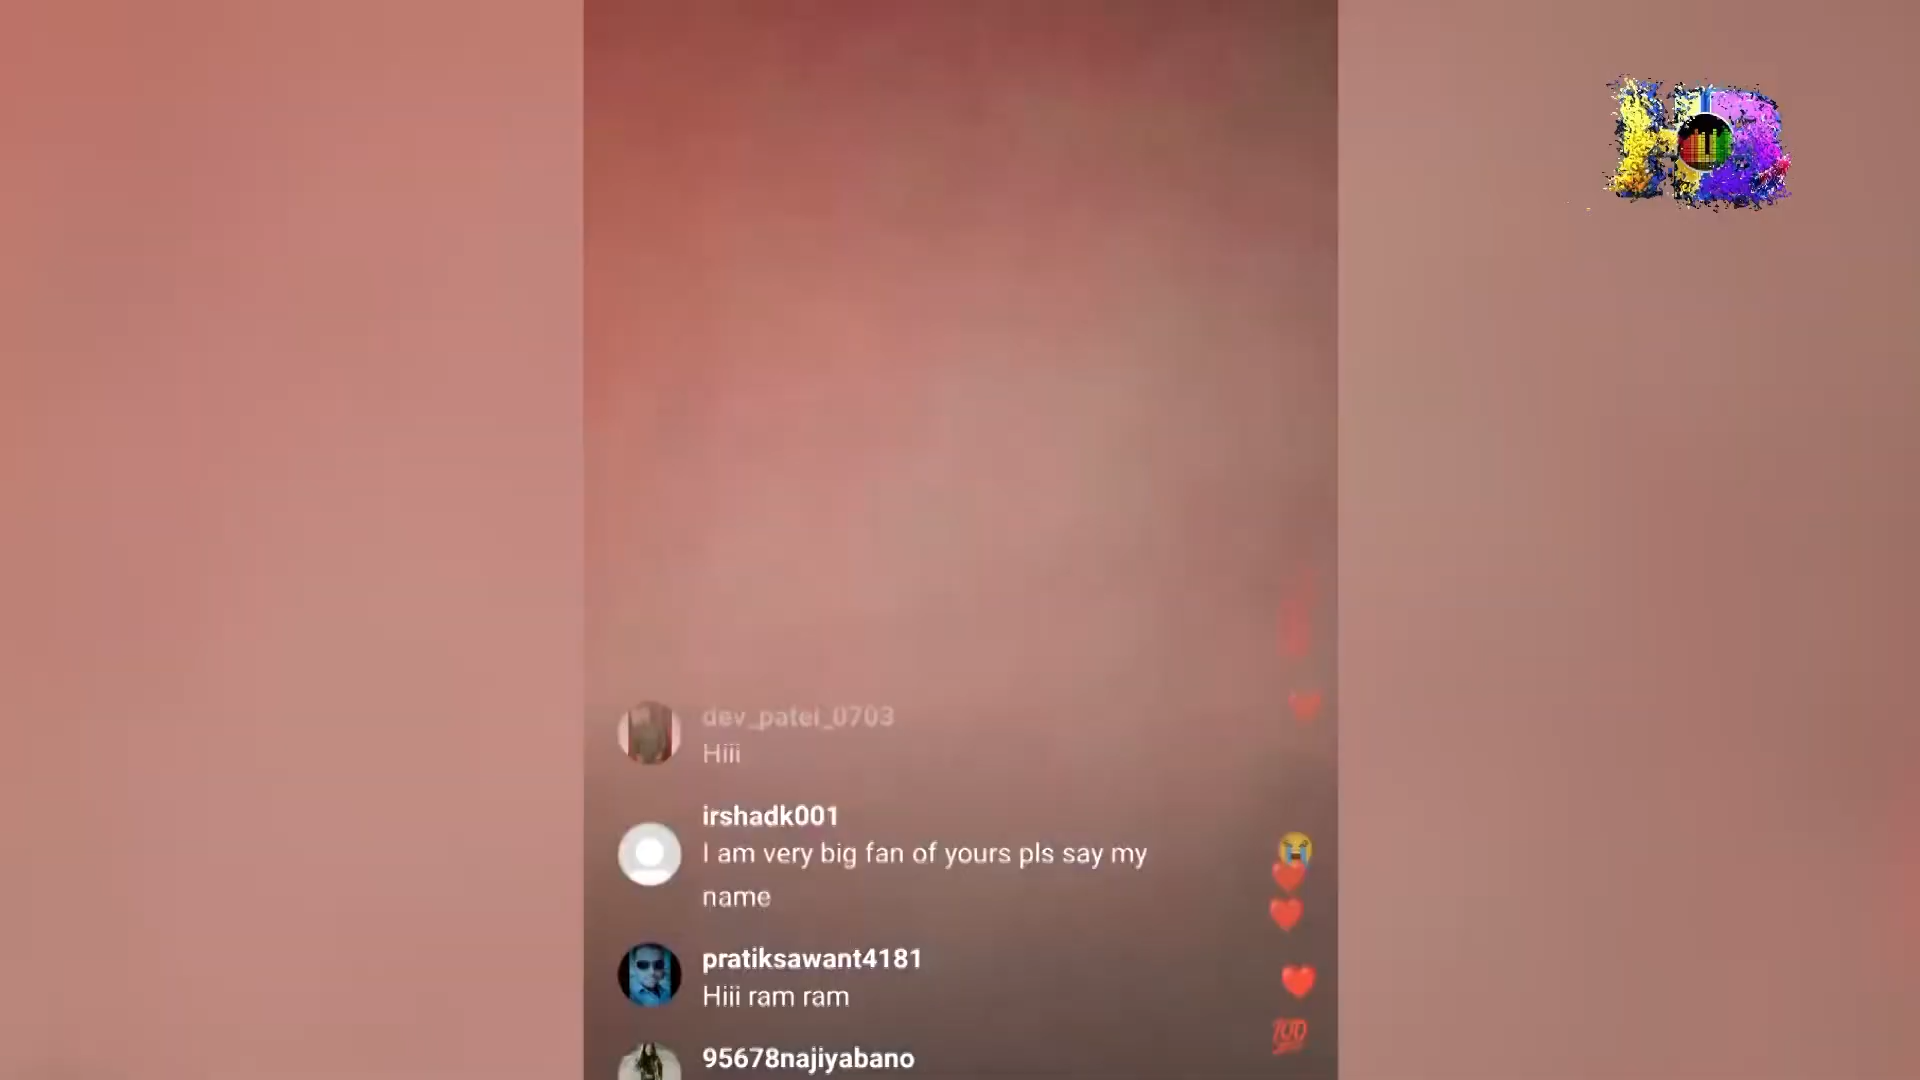 dev_patel_0703
Hiii
irshadk001
I am very big fan of yours pls say my
name
pratiksawant4181
Hiii ram ram
95678najiyabano